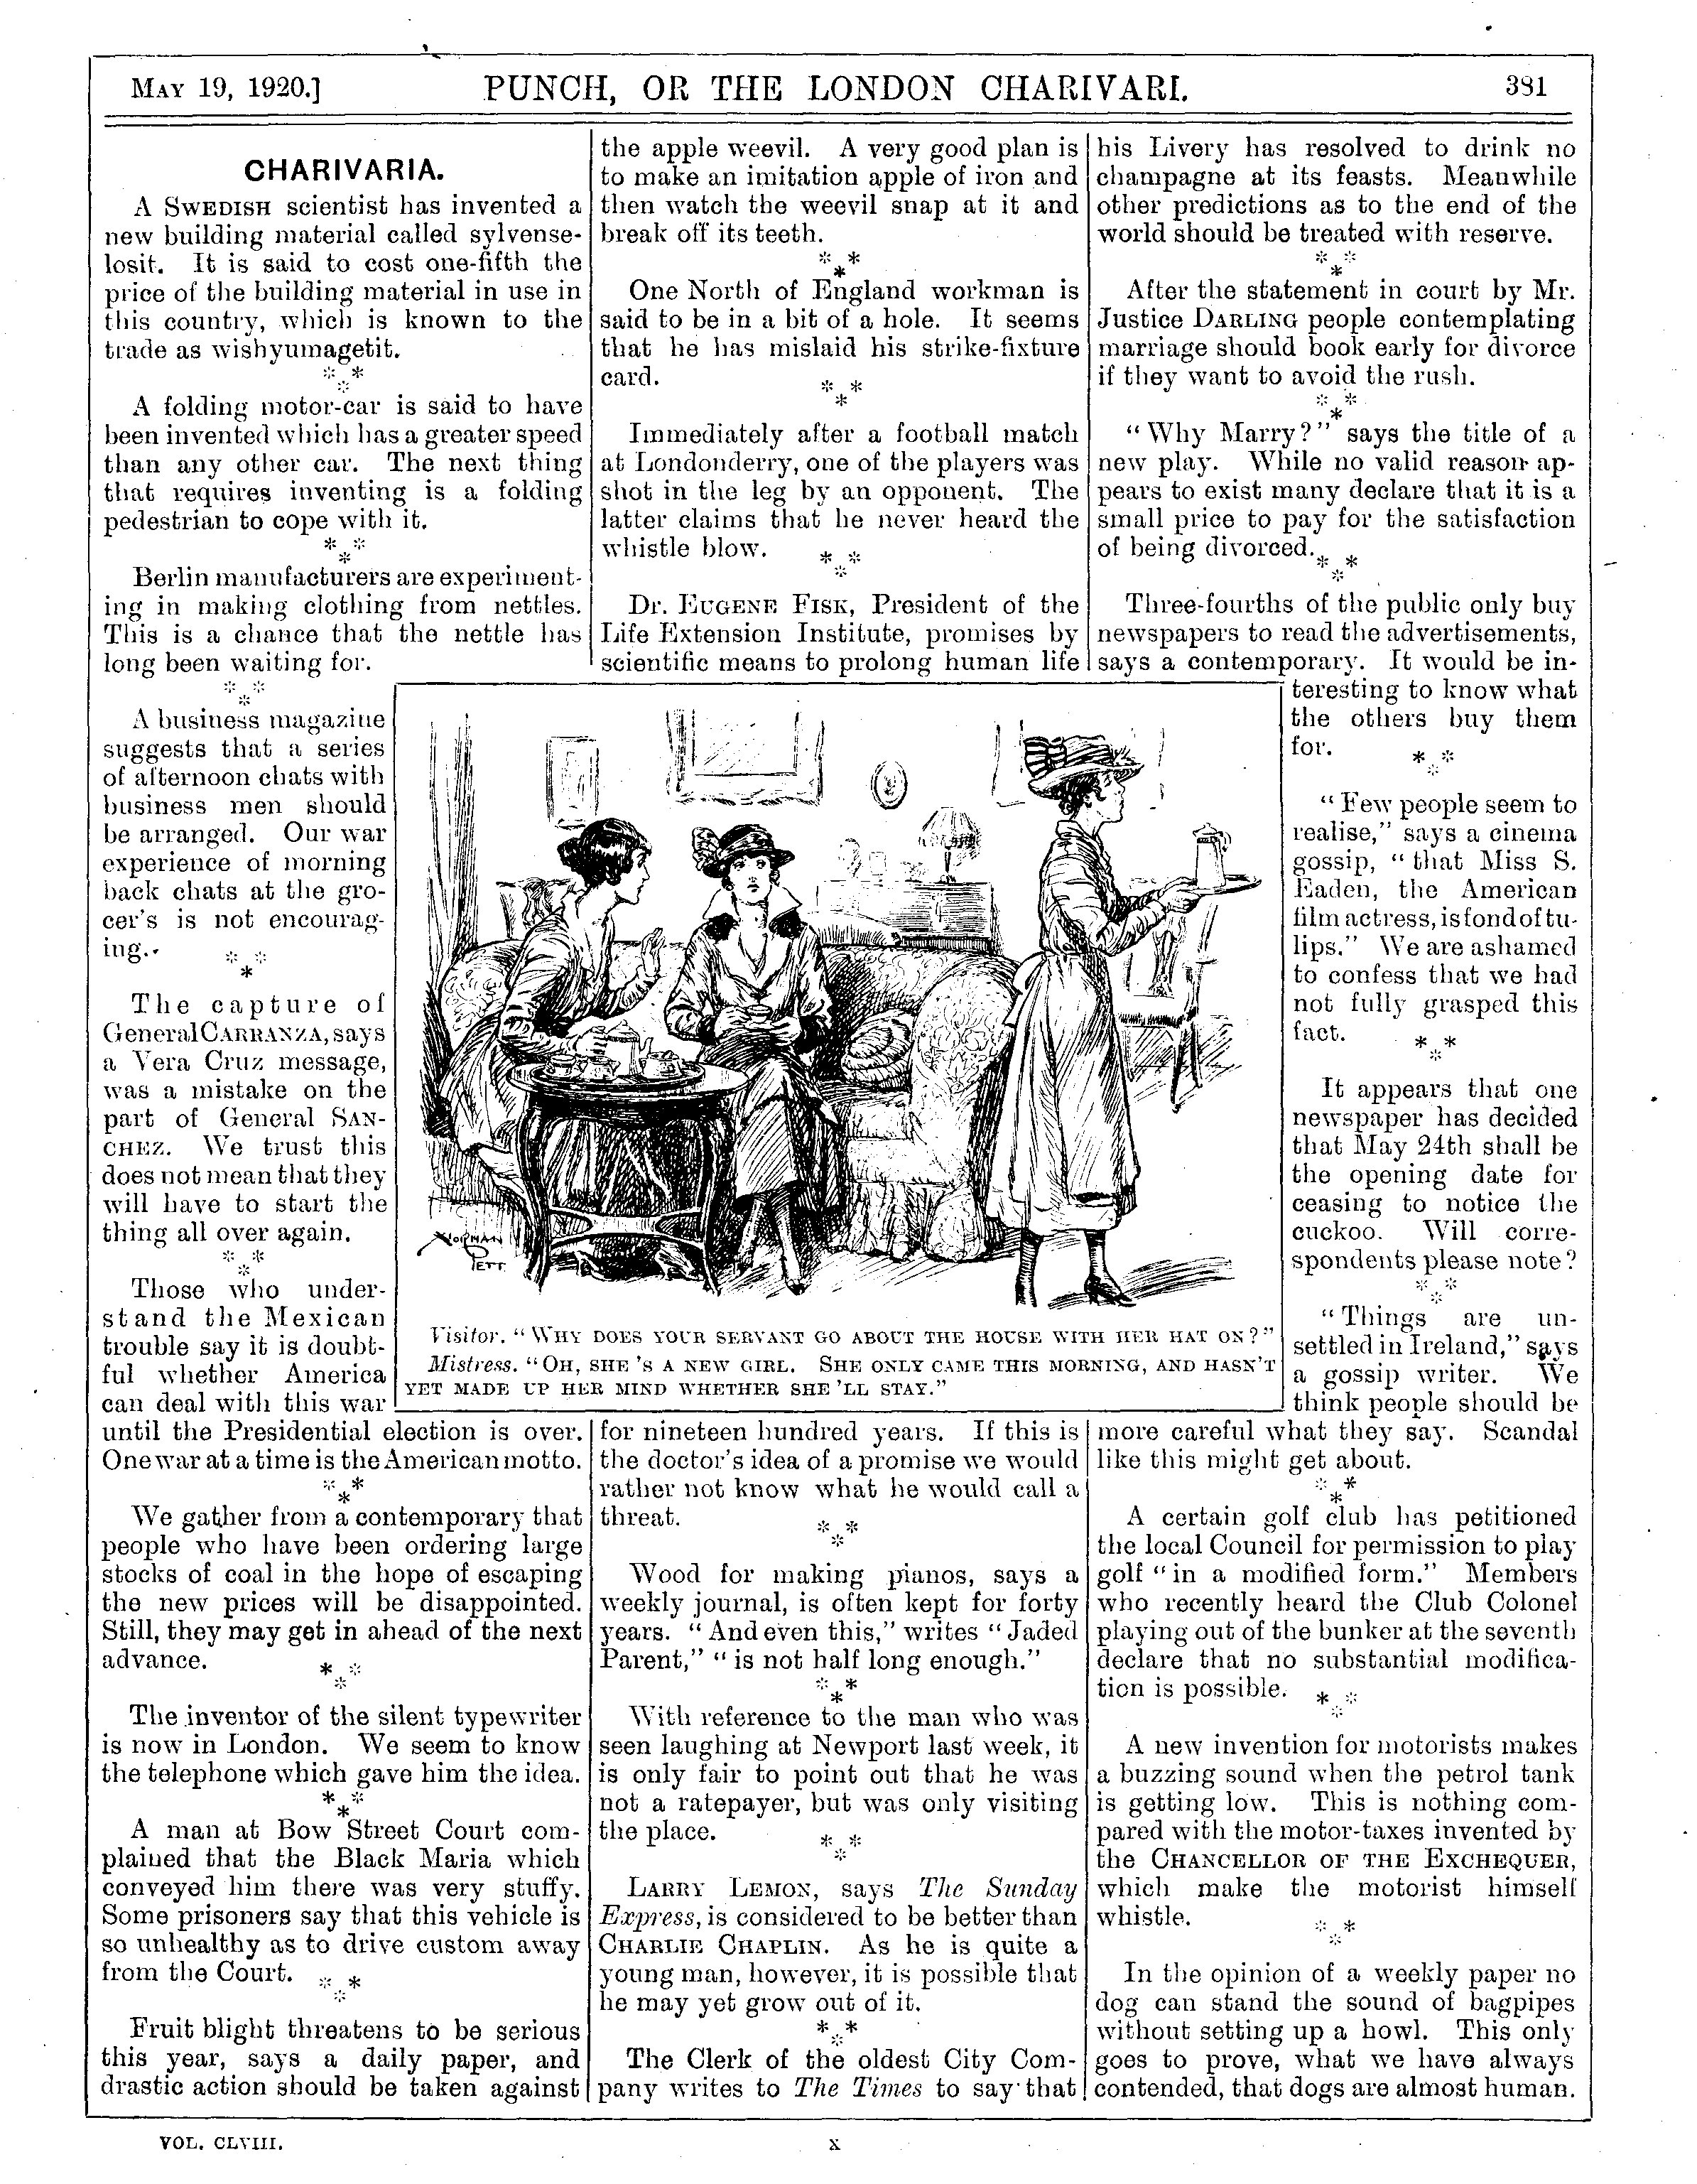 MAY 19, 1920.]
PUNCH, OR THE LONDON CHARIVARI.
381
CHARIVARIA.
A SWEDISH scientist has invented a
new building material called sylvense-
losit. It is said to cost one-fifth the
price of the building material in use in
this country, which is known to the
trade as wishyumagetit.
* *
*
A folding motor-car is said to have
been invented which has a greater speed
than any other car. The next thing
that requires inventing is a folding
pedestrian to cope with it.
* *
*
Berlin manufacturers are experiment-
ing in making clothing from nettles.
This is a chance that the nettle has
long been waiting for.
* *
*
A business magazine
suggests that a series
of afternoon chats with
business men should
be arranged. Our war
experience of morning
back chats at the gro-
cer's is not encourag-
ing.
* *
*
The capture of
General CARRANZA, says
a Vera Cruz message,
was a mistake on the
part of General SAN-
CHEZ. We trust this
does not mean that they
will have to start the
thing all over again.
* *
*
Those who under-
stand the Mexican
trouble say it is doubt-
ful whether America
can deal with this war
until the Presidential election is over.
One war at a time is the American motto.
* *
*
We gather from a contemporary that
people who have been ordering large
stocks of coal in the hope of escaping
the new prices will be disappointed.
Still, they may get in ahead of the next
advance.
* *
*
The inventor of the silent typewriter
is now in London. We seem to know
the telephone which gave him the idea.
* *
*
A man at Bow Street Court com-
plained that the Black Maria which
conveyed him there was very stuffy.
Some prisoners say that this vehicle is
so unhealthy as to drive custom away
from the Court.
* *
*
Fruit blight threatens to be serious
this year, says a daily paper, and
drastic action should be taken against
the apple weevil. A very good plan is
to make an imitation apple of iron and
then watch the weevil snap at it and
break off its teeth.
* *
*
One North of England workman is
said to be in a bit of a hole. It seems
that he has mislaid his strike-fixture
card.
* *
*
Immediately after a football match
at Londonderry, one of the players was
shot in the leg by an opponent. The
latter claims that he never heard the
whistle blow.
* *
*
Dr. EUGENE FISK, President of the
Life Extension Institute, promises by
scientific means to prolong human life
NORMAN
PETT
Visitor. "WHY DOES YOUR SERVANT GO ABOUT THE HOUSE WITH HER HAT ON?"
Mistress. "OH, SHE 'S A NEW GIRL. SHE ONLY CAME THIS MORNING, AND HASN'T
YET MADE UP HER MIND WHETHER SHE 'LL STAY."
for nineteen hundred years. If this is
the doctor's idea of a promise we would
rather not know what he would call a
threat.
* *
*
Wood for making pianos, says a
weekly journal, is often kept for forty
years. "And even this," writes "Jaded
Parent," "is not half long enough."
* *
*
With reference to the man who was
seen laughing at Newport last week, it
is only fair to point out that he was
not a ratepayer, but was only visiting
the place.
* *
*
LARRY LEMON, says The Sunday
Express, is considered to be better than
CHARLIE CHAPLIN. As he is quite a
young man, however, it is possible that
he may yet grow out of it.
* *
*
The Clerk of the oldest City Com-
pany writes to The Times to say that
his Livery has resolved to drink no
champagne at its feasts. Meanwhile
other predictions as to the end of the
world should be treated with reserve.
* *
*
After the statement in court by Mr.
Justice DARLING people contemplating
marriage should book early for divorce
if they want to avoid the rush.
* *
*
"Why Marry?" says the title of a
new play. While no valid reason ap-
pears to exist many declare that it is a
small price to pay for the satisfaction
of being divorced.
* *
*
Three-fourths of the public only buy
newspapers to read the advertisements,
says a contemporary. It would be in-
teresting to know what
the others buy them
for.
* *
*
"Few people seem to
realise," says a cinema
gossip, "that Miss S.
Eaden, the American
film actress, is fond of tu-
lips." We are ashamed
to confess that we had
not fully grasped this
fact.
* *
*
It appears that one
newspaper has decided
that May 24th shall be
the opening date for
ceasing to notice the
cuckoo. Will corre-
spondents please note?
* *
*
"Things are un-
settled in Ireland," says
a gossip writer. We
think people should be
more careful what they say. Scandal
like this might get about.
* *
*
A certain golf club has petitioned
the local Council for permission to play
golf "in a modified form." Members
who recently heard the Club Colonel
playing out of the bunker at the seventh
declare that no substantial modifica-
tion is possible.
* *
*
A new invention for motorists makes
a buzzing sound when the petrol tank
is getting low. This is nothing com-
pared with the motor-taxes invented by
the CHANCELLOR OF THE EXCHEQUER,
which make the motorist himself
whistle.
* *
*
In the opinion of a weekly paper no
dog can stand the sound of bagpipes
without setting up a howl. This only
goes to prove, what we have always
contended, that dogs are almost human.
VOL. CLVIII.
X